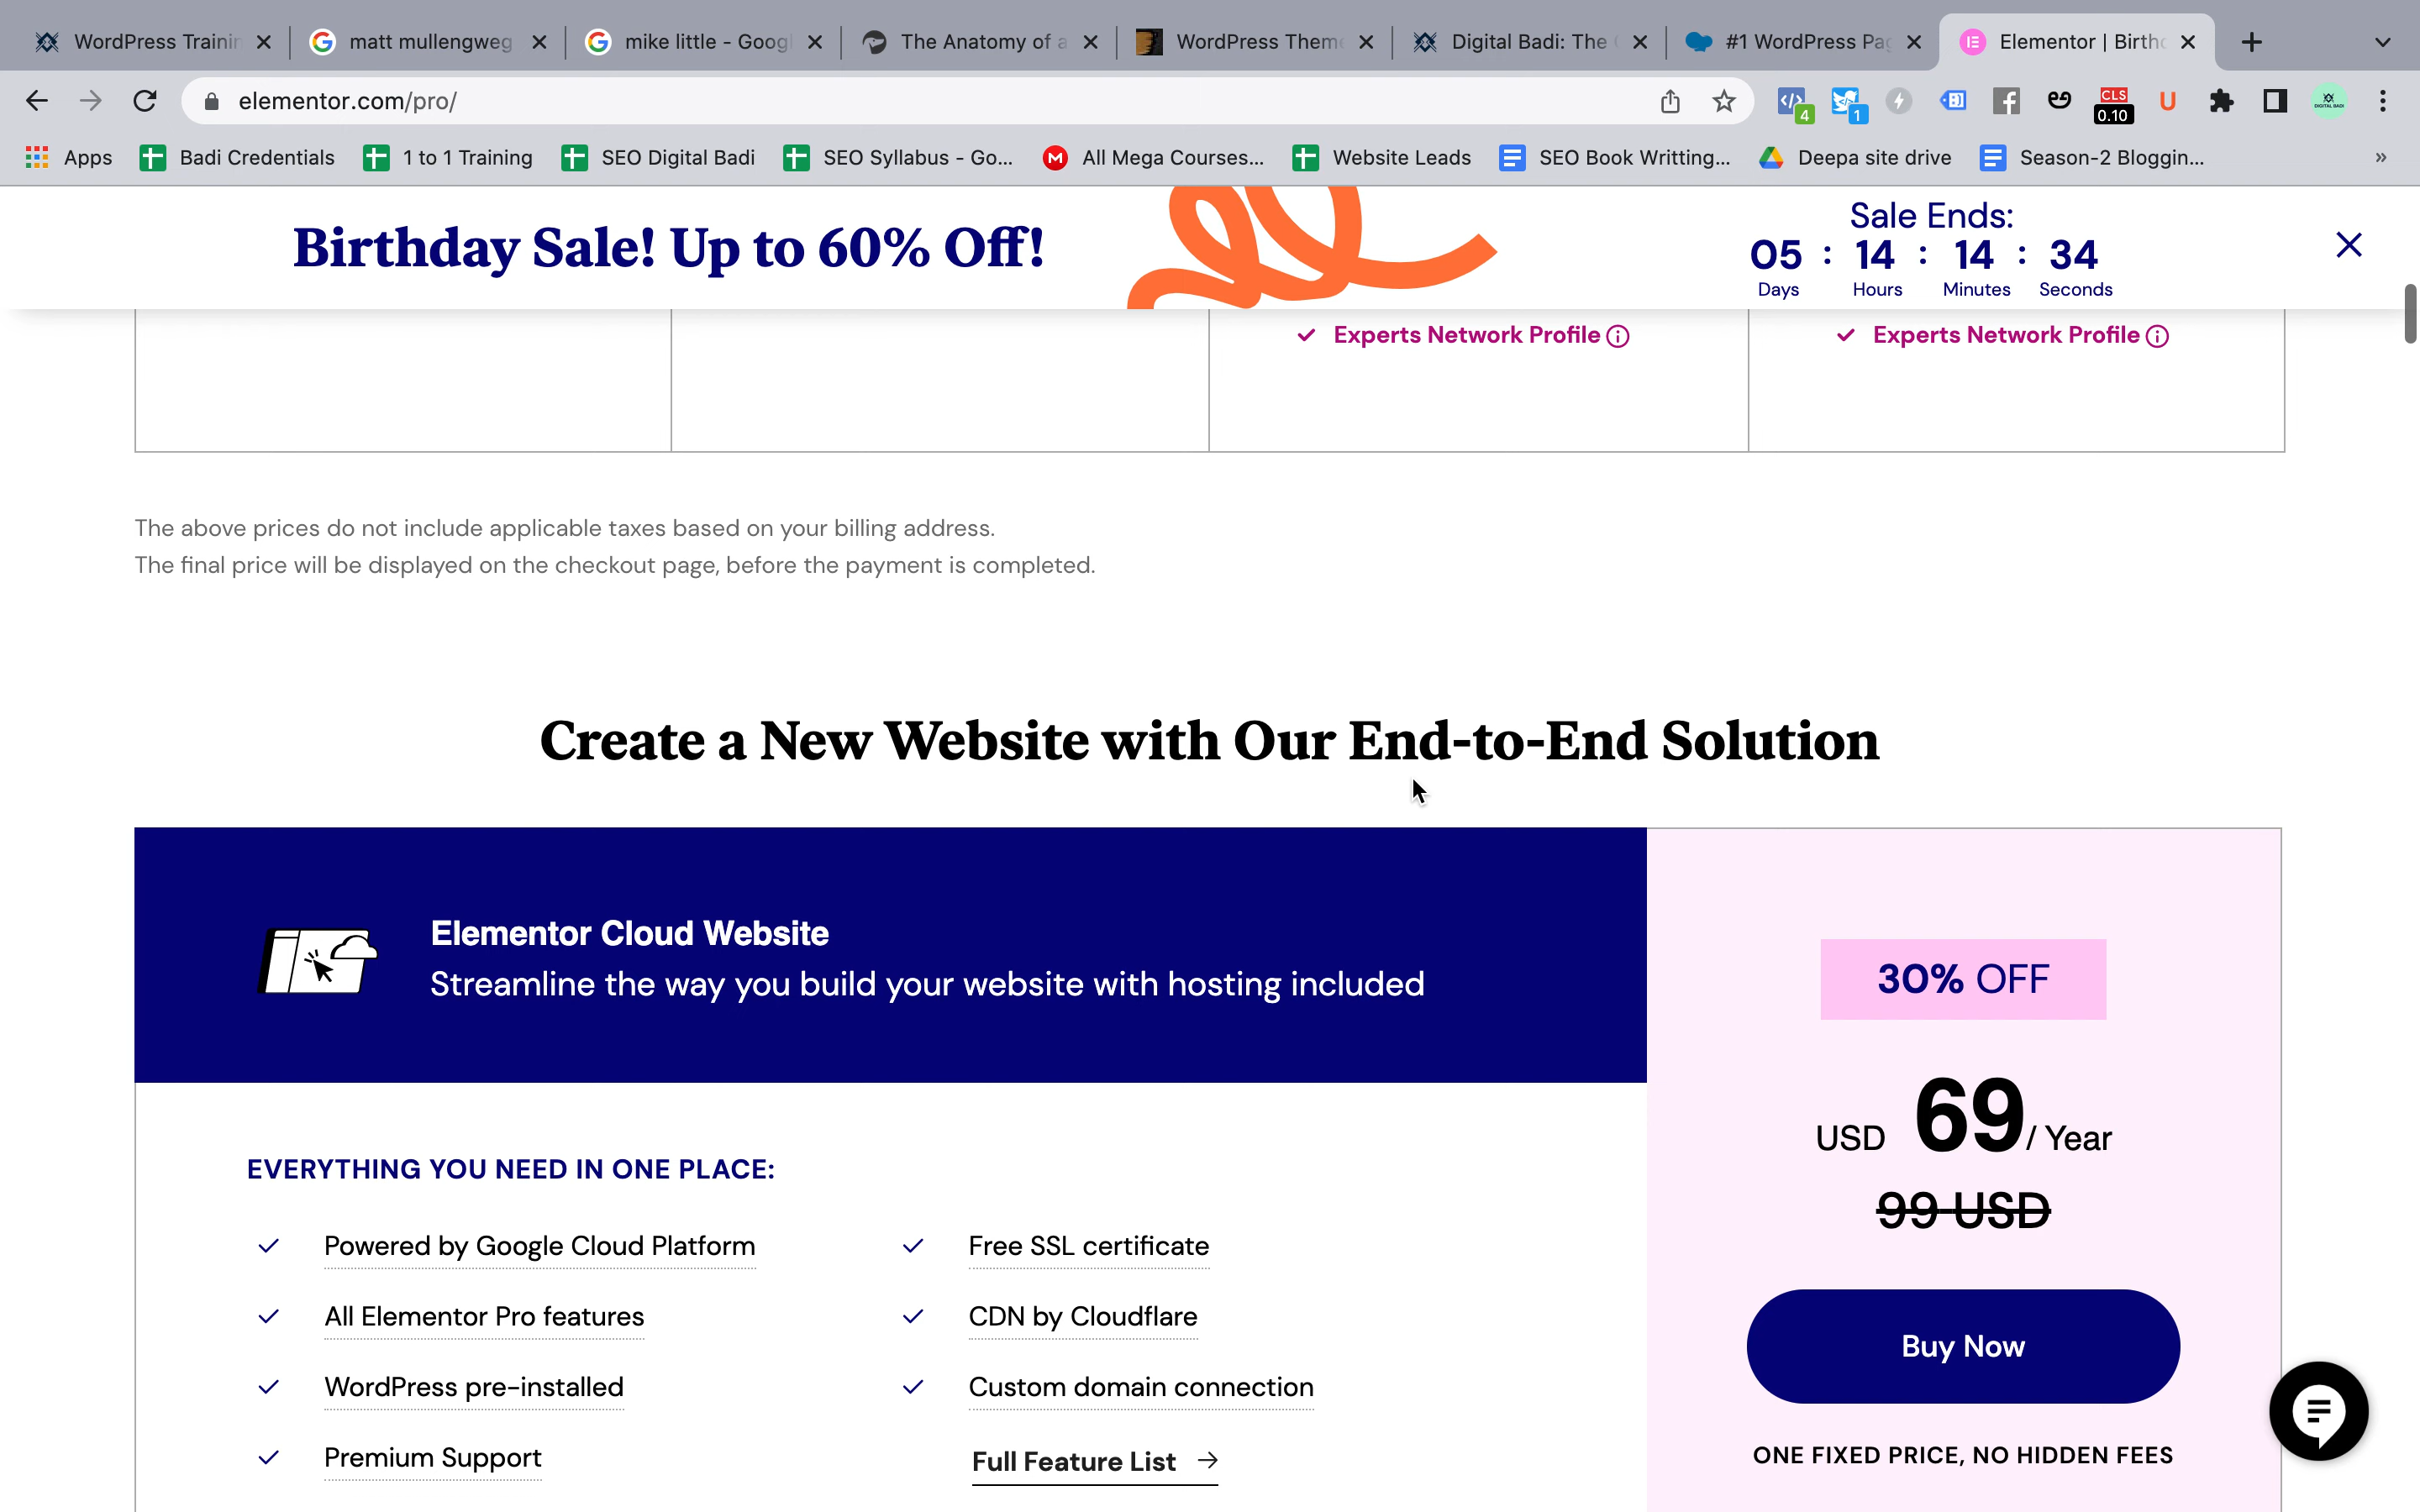 WordPress Trainin
matt mullengweg
mike little - Googl
The Anatomy of a
WordPress Theme
Digital Badi: The
#1 WordPress Pag
Elementor | Birth
elementor.com/pro/
4
1
CLS
0.10
Apps
Badi Credentials
1 to 1 Training
SEO Digital Badi
SEO Syllabus - Go...
All Mega Courses...
Website Leads
SEO Book Writting...
Deepa site drive
Season-2 Bloggin...
Birthday Sale! Up to 60% Off!
Sale Ends:
05 : 14 : 14 : 34
Days Hours Minutes Seconds
Experts Network Profile
Experts Network Profile
The above prices do not include applicable taxes based on your billing address.
The final price will be displayed on the checkout page, before the payment is completed.
Create a New Website with Our End-to-End Solution
Elementor Cloud Website
Streamline the way you build your website with hosting included
30% OFF
USD 69/ Year
99 USD
Buy Now
ONE FIXED PRICE, NO HIDDEN FEES
EVERYTHING YOU NEED IN ONE PLACE:
Powered by Google Cloud Platform
All Elementor Pro features
WordPress pre-installed
Premium Support
Free SSL certificate
CDN by Cloudflare
Custom domain connection
Full Feature List